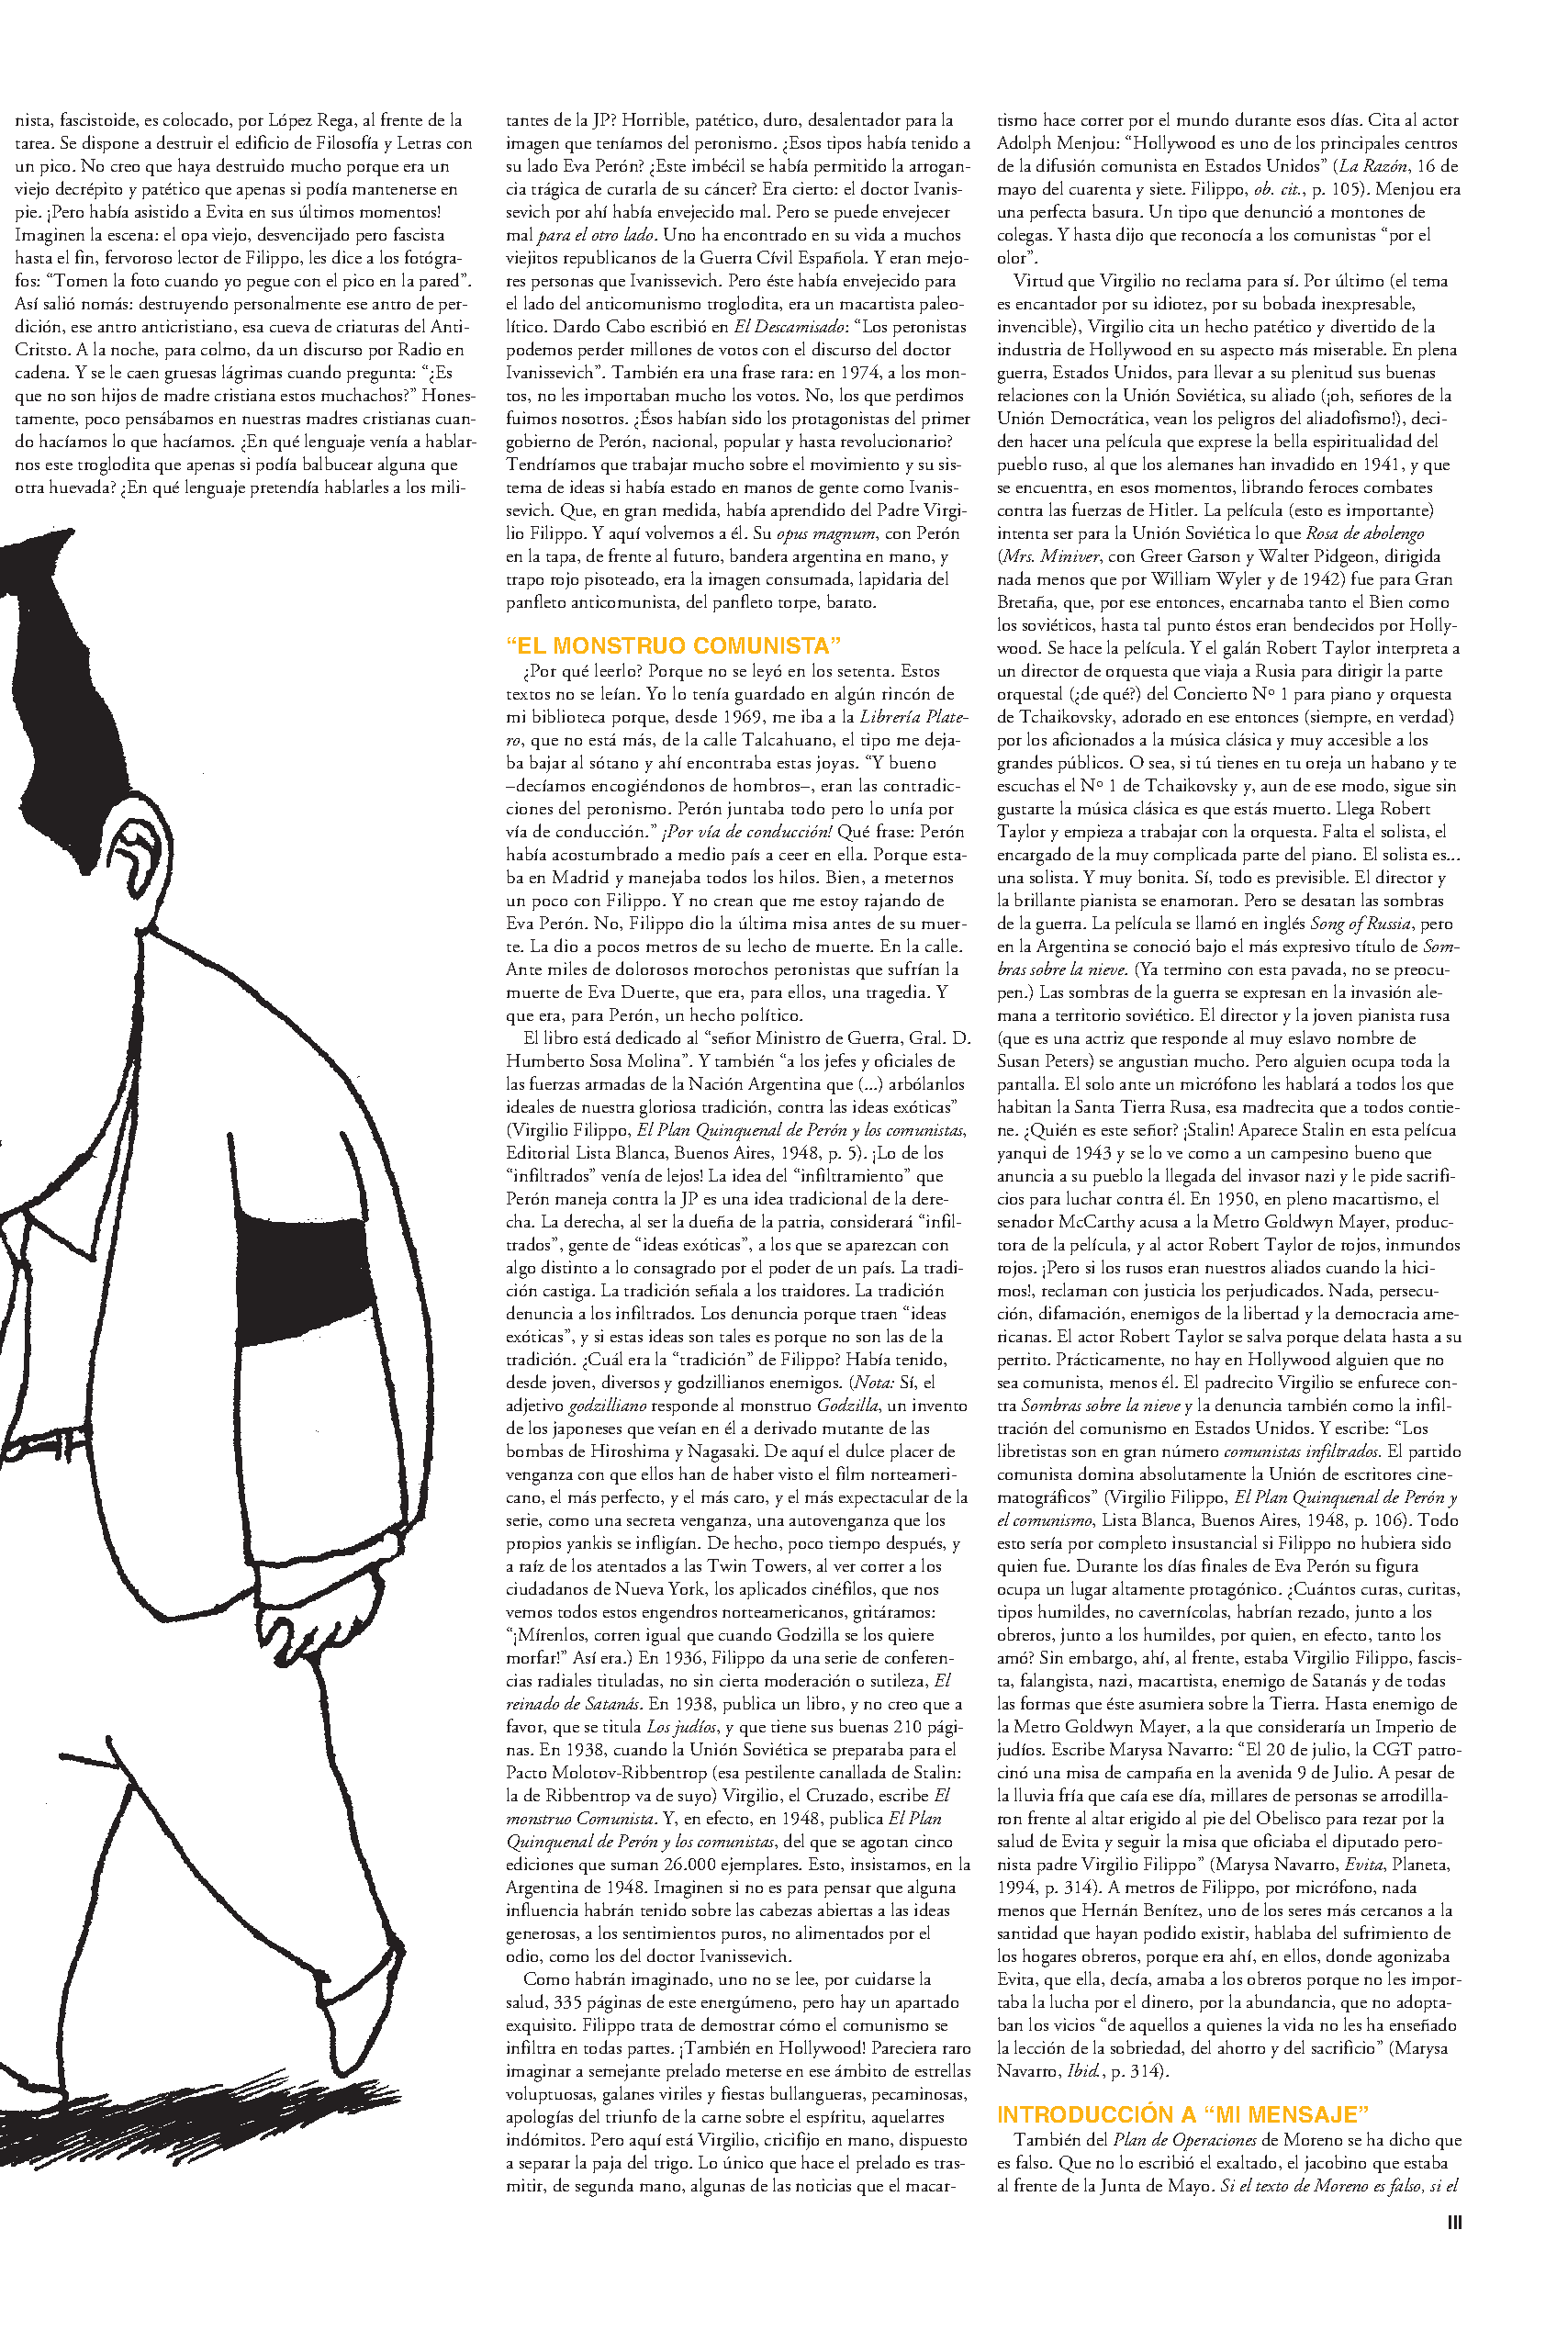 nista, fascistoide, es colocado, por López Rega, al frente de la
tarea. Se dispone a destruir el edificio de Filosofía y Letras con
un pico. No creo que haya destruido mucho porque era un
viejo decrépito y patético que apenas si podía mantenerse en
pie. ¡Pero había asistido a Evita en sus últimos momentos!
Imaginen la escena: el opa viejo, desvencijado pero fascista
hasta el fin, fervoroso lector de Filippo, les dice a los fotógra-
fos: “Tomen la foto cuando yo pegue con el pico en la pared”.
Así salió nomás: destruyendo personalmente ese antro de per-
dición, ese antro anticristiano, esa cueva de criaturas del Anti-
Critsto. A la noche, para colmo, da un discurso por Radio en
cadena. Y se le caen gruesas lágrimas cuando pregunta: “¿Es
que no son hijos de madre cristiana estos muchachos?” Hones-
tamente, poco pensábamos en nuestras madres cristianas cuan-
do hacíamos lo que hacíamos. ¿En qué lenguaje venía a hablar-
nos este troglodita que apenas si podía balbucear alguna que
otra huevada? ¿En qué lenguaje pretendía hablarles a los mili-
tantes de la JP? Horrible, patético, duro, desalentador para la
imagen que teníamos del peronismo. ¿Esos tipos había tenido a
su lado Eva Perón? ¿Este imbécil se había permitido la arrogan-
cia trágica de curarla de su cáncer? Era cierto: el doctor Ivanis-
sevich por ahí había envejecido mal. Pero se puede envejecer
mal para el otro lado. Uno ha encontrado en su vida a muchos
viejitos republicanos de la Guerra Cívil Española. Y eran mejo-
res personas que Ivanissevich. Pero éste había envejecido para
el lado del anticomunismo troglodita, era un macartista paleo-
lítico. Dardo Cabo escribió en El Descamisado: “Los peronistas
podemos perder millones de votos con el discurso del doctor
Ivanissevich”. También era una frase rara: en 1974, a los mon-
tos, no les importaban mucho los votos. No, los que perdimos
fuimos nosotros. ¿Ésos habían sido los protagonistas del primer
gobierno de Perón, nacional, popular y hasta revolucionario?
Tendríamos que trabajar mucho sobre el movimiento y su sis-
tema de ideas si había estado en manos de gente como Ivanis-
sevich. Que, en gran medida, había aprendido del Padre Virgi-
lio Filippo. Y aquí volvemos a él. Su opus magnum, con Perón
en la tapa, de frente al futuro, bandera argentina en mano, y
trapo rojo pisoteado, era la imagen consumada, lapidaria del
panfleto anticomunista, del panfleto torpe, barato.
“EL MONSTRUO COMUNISTA”
¿Por qué leerlo? Porque no se leyó en los setenta. Estos
textos no se leían. Yo lo tenía guardado en algún rincón de
mi biblioteca porque, desde 1969, me iba a la Librería Plate-
ro, que no está más, de la calle Talcahuano, el tipo me deja-
ba bajar al sótano y ahí encontraba estas joyas. “Y bueno
–decíamos encogiéndonos de hombros–, eran las contradic-
ciones del peronismo. Perón juntaba todo pero lo unía por
vía de conducción.” ¡Por vía de conducción! Qué frase: Perón
había acostumbrado a medio país a ceer en ella. Porque esta-
ba en Madrid y manejaba todos los hilos. Bien, a meternos
un poco con Filippo. Y no crean que me estoy rajando de
Eva Perón. No, Filippo dio la última misa antes de su muer-
te. La dio a pocos metros de su lecho de muerte. En la calle.
Ante miles de dolorosos morochos peronistas que sufrían la
muerte de Eva Duerte, que era, para ellos, una tragedia. Y
que era, para Perón, un hecho político.
El libro está dedicado al “señor Ministro de Guerra, Gral. D.
Humberto Sosa Molina”. Y también “a los jefes y oficiales de
las fuerzas armadas de la Nación Argentina que (...) arbólanlos
ideales de nuestra gloriosa tradición, contra las ideas exóticas”
(Virgilio Filippo, El Plan Quinquenal de Perón y los comunistas,
Editorial Lista Blanca, Buenos Aires, 1948, p. 5). ¡Lo de los
“infiltrados” venía de lejos! La idea del “infiltramiento” que
Perón maneja contra la JP es una idea tradicional de la dere-
cha. La derecha, al ser la dueña de la patria, considerará “infil-
trados”, gente de “ideas exóticas”, a los que se aparezcan con
algo distinto a lo consagrado por el poder de un país. La tradi-
ción castiga. La tradición señala a los traidores. La tradición
denuncia a los infiltrados. Los denuncia porque traen “ideas
exóticas”, y si estas ideas son tales es porque no son las de la
tradición. ¿Cuál era la “tradición” de Filippo? Había tenido,
desde joven, diversos y godzillianos enemigos. (Nota: Sí, el
adjetivo godzilliano responde al monstruo Godzilla, un invento
de los japoneses que veían en él a derivado mutante de las
bombas de Hiroshima y Nagasaki. De aquí el dulce placer de
venganza con que ellos han de haber visto el film norteameri-
cano, el más perfecto, y el más caro, y el más expectacular de la
serie, como una secreta venganza, una autovenganza que los
propios yankis se infligían. De hecho, poco tiempo después, y
a raíz de los atentados a las Twin Towers, al ver correr a los
ciudadanos de Nueva York, los aplicados cinéfilos, que nos
vemos todos estos engendros norteamericanos, gritáramos:
“¡Mírenlos, corren igual que cuando Godzilla se los quiere
morfar!” Así era.) En 1936, Filippo da una serie de conferen-
cias radiales tituladas, no sin cierta moderación o sutileza, El
reinado de Satanás. En 1938, publica un libro, y no creo que a
favor, que se titula Los judíos, y que tiene sus buenas 210 pági-
nas. En 1938, cuando la Unión Soviética se preparaba para el
Pacto Molotov-Ribbentrop (esa pestilente canallada de Stalin:
la de Ribbentrop va de suyo) Virgilio, el Cruzado, escribe El
monstruo Comunista. Y, en efecto, en 1948, publica El Plan
Quinquenal de Perón y los comunistas, del que se agotan cinco
ediciones que suman 26.000 ejemplares. Esto, insistamos, en la
Argentina de 1948. Imaginen si no es para pensar que alguna
influencia habrán tenido sobre las cabezas abiertas a las ideas
generosas, a los sentimientos puros, no alimentados por el
odio, como los del doctor Ivanissevich.
Como habrán imaginado, uno no se lee, por cuidarse la
salud, 335 páginas de este energúmeno, pero hay un apartado
exquisito. Filippo trata de demostrar cómo el comunismo se
infiltra en todas partes. ¡También en Hollywood! Pareciera raro
imaginar a semejante prelado meterse en ese ámbito de estrellas
voluptuosas, galanes viriles y fiestas bullangueras, pecaminosas,
apologías del triunfo de la carne sobre el espíritu, aquelarres
indómitos. Pero aquí está Virgilio, cricifijo en mano, dispuesto
a separar la paja del trigo. Lo único que hace el prelado es tras-
mitir, de segunda mano, algunas de las noticias que el macar-
tismo hace correr por el mundo durante esos días. Cita al actor
Adolph Menjou: “Hollywood es uno de los principales centros
de la difusión comunista en Estados Unidos” (La Razón, 16 de
mayo del cuarenta y siete. Filippo, ob. cit., p. 105). Menjou era
una perfecta basura. Un tipo que denunció a montones de
colegas. Y hasta dijo que reconocía a los comunistas “por el
olor”.
Virtud que Virgilio no reclama para sí. Por último (el tema
es encantador por su idiotez, por su bobada inexpresable,
invencible), Virgilio cita un hecho patético y divertido de la
industria de Hollywood en su aspecto más miserable. En plena
guerra, Estados Unidos, para llevar a su plenitud sus buenas
relaciones con la Unión Soviética, su aliado (¡oh, señores de la
Unión Democrática, vean los peligros del aliadofismo!), deci-
den hacer una película que exprese la bella espiritualidad del
pueblo ruso, al que los alemanes han invadido en 1941, y que
se encuentra, en esos momentos, librando feroces combates
contra las fuerzas de Hitler. La película (esto es importante)
intenta ser para la Unión Soviética lo que Rosa de abolengo
(Mrs. Miniver, con Greer Garson y Walter Pidgeon, dirigida
nada menos que por William Wyler y de 1942) fue para Gran
Bretaña, que, por ese entonces, encarnaba tanto el Bien como
los soviéticos, hasta tal punto éstos eran bendecidos por Holly-
wood. Se hace la película. Y el galán Robert Taylor interpreta a
un director de orquesta que viaja a Rusia para dirigir la parte
orquestal (¿de qué?) del Concierto Nº 1 para piano y orquesta
de Tchaikovsky, adorado en ese entonces (siempre, en verdad)
por los aficionados a la música clásica y muy accesible a los
grandes públicos. O sea, si tú tienes en tu oreja un habano y te
escuchas el Nº 1 de Tchaikovsky y, aun de ese modo, sigue sin
gustarte la música clásica es que estás muerto. Llega Robert
Taylor y empieza a trabajar con la orquesta. Falta el solista, el
encargado de la muy complicada parte del piano. El solista es...
una solista. Y muy bonita. Sí, todo es previsible. El director y
la brillante pianista se enamoran. Pero se desatan las sombras
de la guerra. La película se llamó en inglés Song of Russia, pero
en la Argentina se conoció bajo el más expresivo título de Som-
bras sobre la nieve. (Ya termino con esta pavada, no se preocu-
pen.) Las sombras de la guerra se expresan en la invasión ale-
mana a territorio soviético. El director y la joven pianista rusa
(que es una actriz que responde al muy eslavo nombre de
Susan Peters) se angustian mucho. Pero alguien ocupa toda la
pantalla. El solo ante un micrófono les hablará a todos los que
habitan la Santa Tierra Rusa, esa madrecita que a todos contie-
ne. ¿Quién es este señor? ¡Stalin! Aparece Stalin en esta pelícua
yanqui de 1943 y se lo ve como a un campesino bueno que
anuncia a su pueblo la llegada del invasor nazi y le pide sacrifi-
cios para luchar contra él. En 1950, en pleno macartismo, el
senador McCarthy acusa a la Metro Goldwyn Mayer, produc-
tora de la película, y al actor Robert Taylor de rojos, inmundos
rojos. ¡Pero si los rusos eran nuestros aliados cuando la hici-
mos!, reclaman con justicia los perjudicados. Nada, persecu-
ción, difamación, enemigos de la libertad y la democracia ame-
ricanas. El actor Robert Taylor se salva porque delata hasta a su
perrito. Prácticamente, no hay en Hollywood alguien que no
sea comunista, menos él. El padrecito Virgilio se enfurece con-
tra Sombras sobre la nieve y la denuncia también como la infil-
tración del comunismo en Estados Unidos. Y escribe: “Los
libretistas son en gran número comunistas infiltrados. El partido
comunista domina absolutamente la Unión de escritores cine-
matográficos” (Virgilio Filippo, El Plan Quinquenal de Perón y
el comunismo, Lista Blanca, Buenos Aires, 1948, p. 106). Todo
esto sería por completo insustancial si Filippo no hubiera sido
quien fue. Durante los días finales de Eva Perón su figura
ocupa un lugar altamente protagónico. ¿Cuántos curas, curitas,
tipos humildes, no cavernícolas, habrían rezado, junto a los
obreros, junto a los humildes, por quien, en efecto, tanto los
amó? Sin embargo, ahí, al frente, estaba Virgilio Filippo, fascis-
ta, falangista, nazi, macartista, enemigo de Satanás y de todas
las formas que éste asumiera sobre la Tierra. Hasta enemigo de
la Metro Goldwyn Mayer, a la que consideraría un Imperio de
judíos. Escribe Marysa Navarro: “El 20 de julio, la CGT patro-
cinó una misa de campaña en la avenida 9 de Julio. A pesar de
la lluvia fría que caía ese día, millares de personas se arrodilla-
ron frente al altar erigido al pie del Obelisco para rezar por la
salud de Evita y seguir la misa que oficiaba el diputado pero-
nista padre Virgilio Filippo” (Marysa Navarro, Evita, Planeta,
1994, p. 314). A metros de Filippo, por micrófono, nada
menos que Hernán Benítez, uno de los seres más cercanos a la
santidad que hayan podido existir, hablaba del sufrimiento de
los hogares obreros, porque era ahí, en ellos, donde agonizaba
Evita, que ella, decía, amaba a los obreros porque no les impor-
taba la lucha por el dinero, por la abundancia, que no adopta-
ban los vicios “de aquellos a quienes la vida no les ha enseñado
la lección de la sobriedad, del ahorro y del sacrificio” (Marysa
Navarro, Ibid., p. 314).
INTRODUCCIÓN A “MI MENSAJE”
También del Plan de Operaciones de Moreno se ha dicho que
es falso. Que no lo escribió el exaltado, el jacobino que estaba
al frente de la Junta de Mayo. Si el texto de Moreno es falso, si el
III